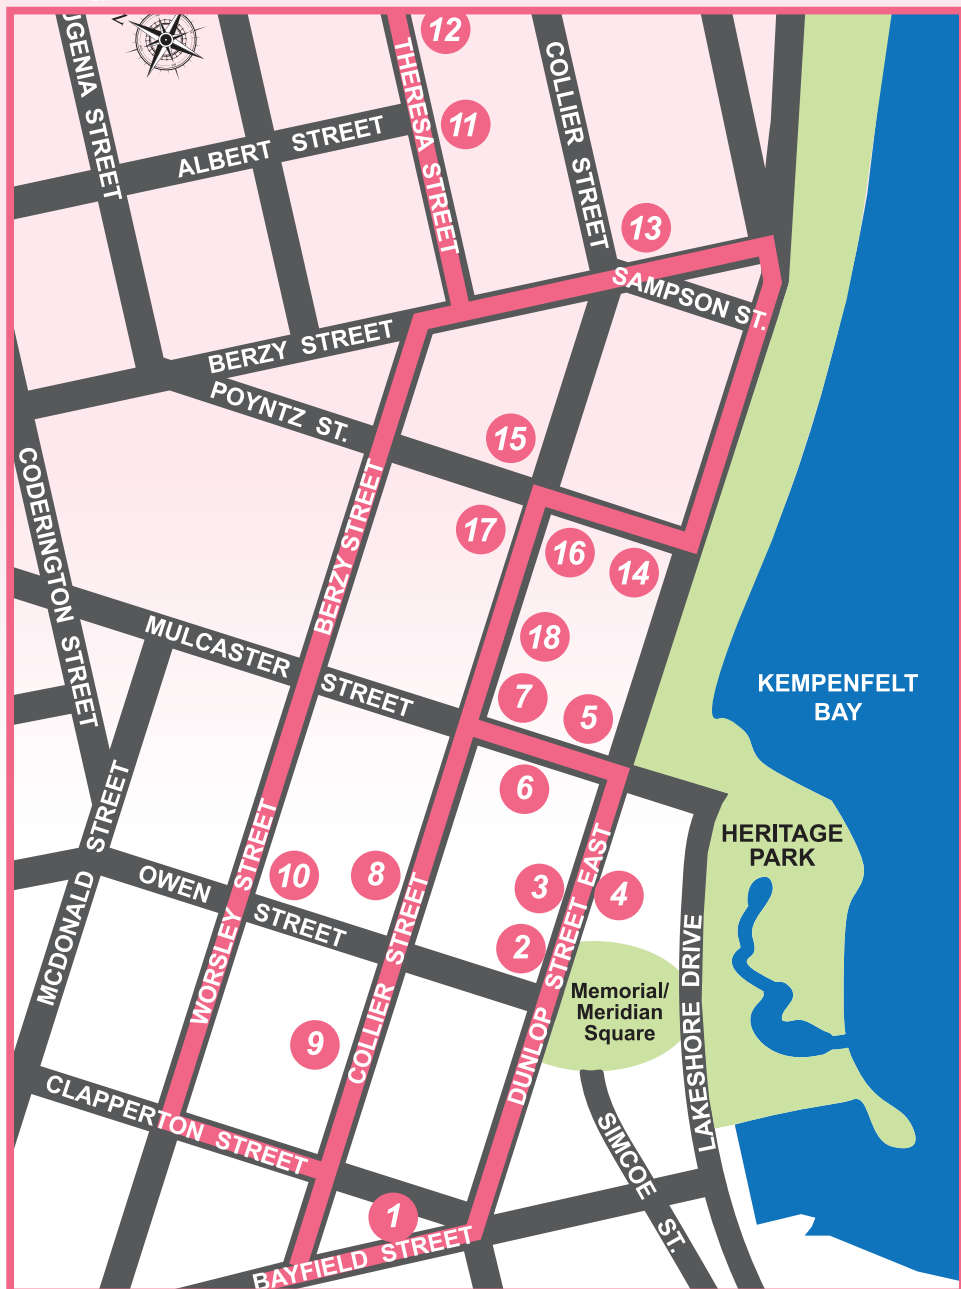 N
12
UGENIA STREET
THERESA STREET
COLLIER STREET
11
ALBERT STREET
13
SAMPSON ST.
BERZY STREET
POYNTZ ST.
15
CODERINGTON STREET
BERZY STREET
17
16
14
MULCASTER STREET
18
7
5
KEMPENFELT
BAY
6
MCDONALD STREET
WORSLEY STREET
HERITAGE
PARK
10
8
3
4
OWEN STREET
2
COLLIER STREET
DUNLOP STREET EAST
LAKESHORE DRIVE
Memorial/
Meridian
Square
9
CLAPPERTON STREET
SIMCOE ST.
1
BAYFIELD STREET